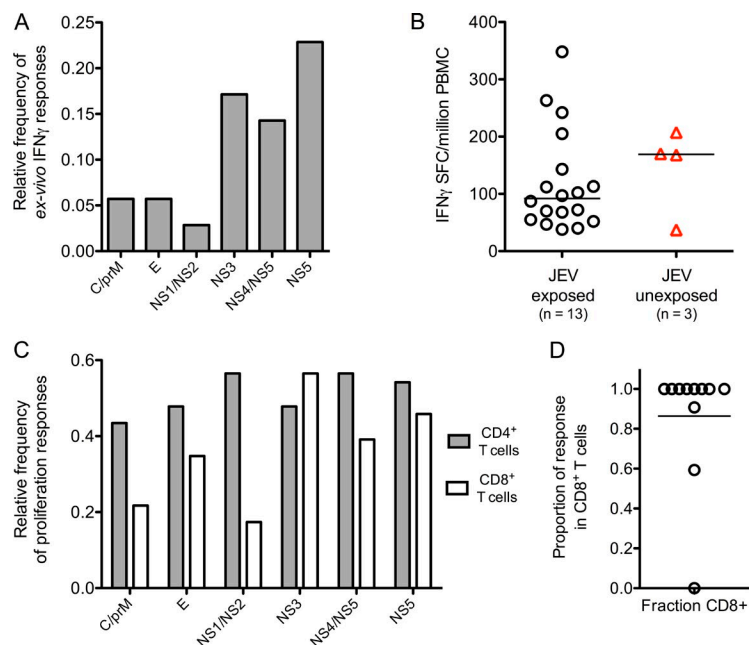 A
Relative frequency of
ex-vivo IFNγ responses
0.25
0.20
0.15
0.10
0.05
0.00
C/prM
E
NS1/NS2
NS3
NS4/NS5
NS5
B
IFNγ SFC/million PBMC
400
300
200
100
0
JEV
exposed
(n = 13)
JEV
unexposed
(n = 3)
C
Relative frequency
of proliferation responses
0.6
0.4
0.2
0.0
C/prM
E
NS1/NS2
NS3
NS4/NS5
NS5
CD4+
T cells
CD8+
T cells
D
Proportion of response
in CD8+ T cells
1.0
0.8
0.6
0.4
0.2
0.0
Fraction CD8+